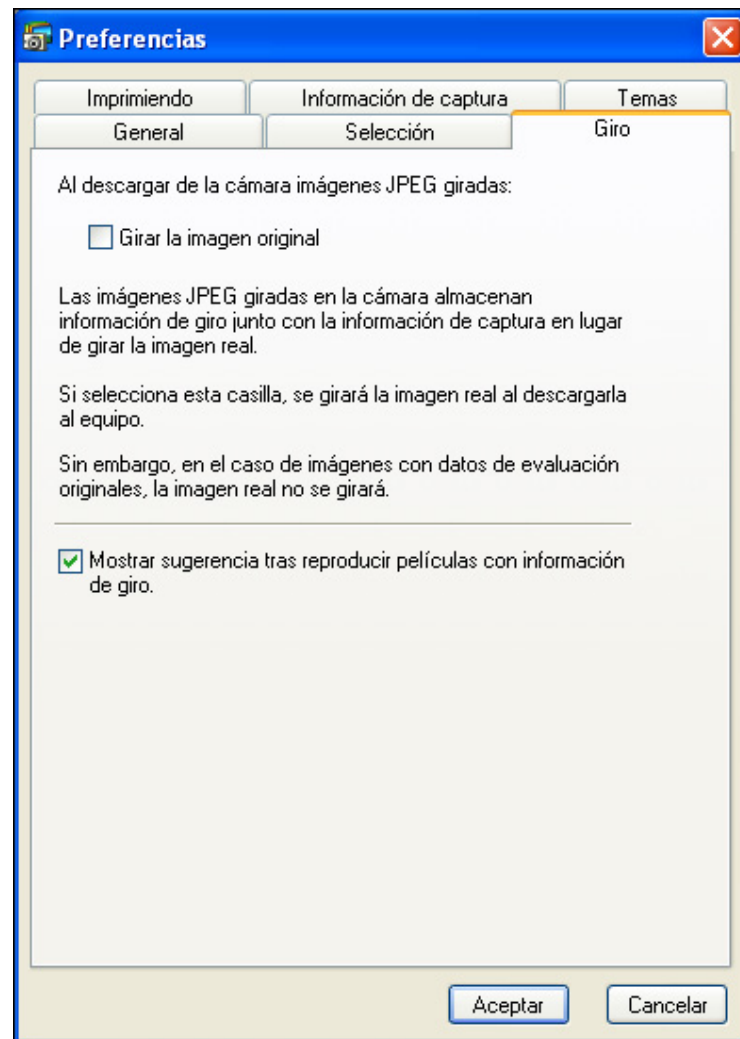 Preferencias
Imprimiendo
Información de captura
Temas
General
Selección
Giro
Al descargar de la cámara imágenes JPEG giradas:
Girar la imagen original
Las imágenes JPEG giradas en la cámara almacenan
información de giro junto con la información de captura en lugar
de girar la imagen real.
Si selecciona esta casilla, se girará la imagen real al descargarla
al equipo.
Sin embargo, en el caso de imágenes con datos de evaluación
originales, la imagen real no se girará.
Mostrar sugerencia tras reproducir películas con información
de giro.
Aceptar
Cancelar